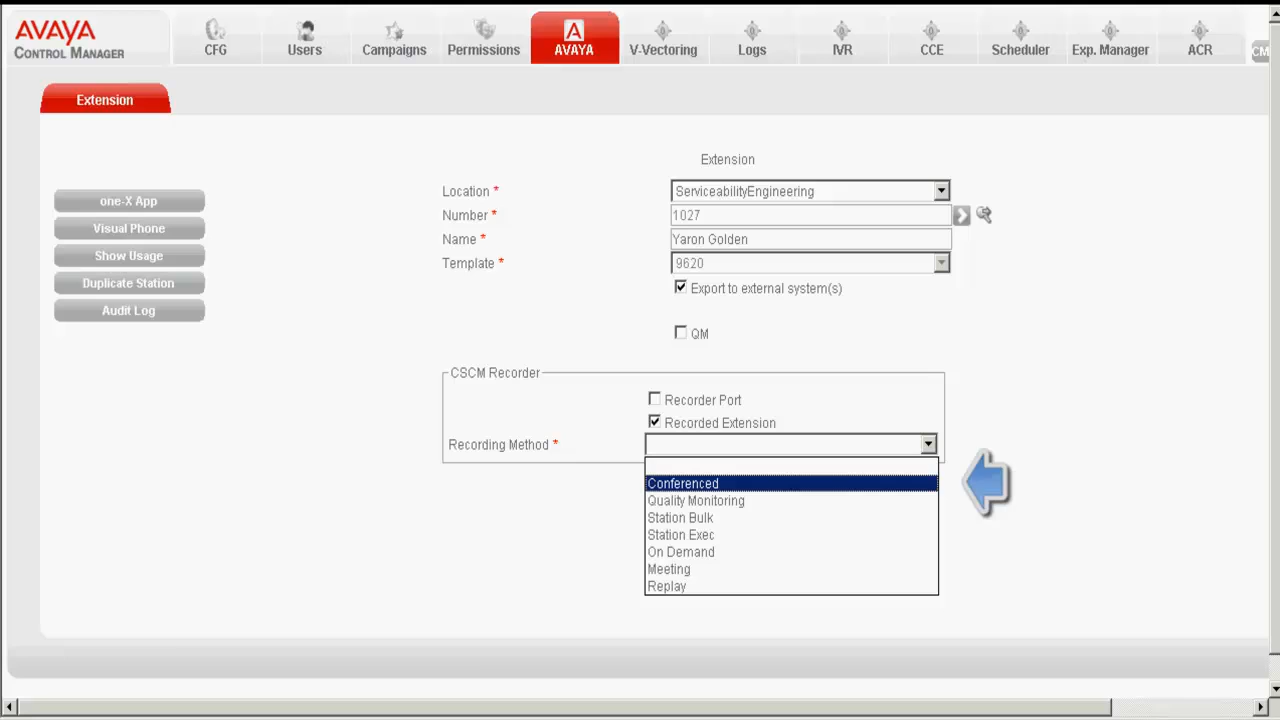 AVAYA
CONTROL MANAGER
CFG
Users
Campaigns
Permissions
A
AVAYA
V-Vectoring
Logs
IVR
CCE
Scheduler
Exp. Manager
ACR
CM
Extension
one-X App
Visual Phone
Show Usage
Duplicate Station
Audit Log
Extension
Location * ServiceabilityEngineering
Number * 1027
Name * Yaron Golden
Template * 9620
Export to external system(s)
QM
CSCM Recorder
Recorder Port
Recorded Extension
Recording Method *
Conferenced
Quality Monitoring
Station Bulk
Station Exec
On Demand
Meeting
Replay